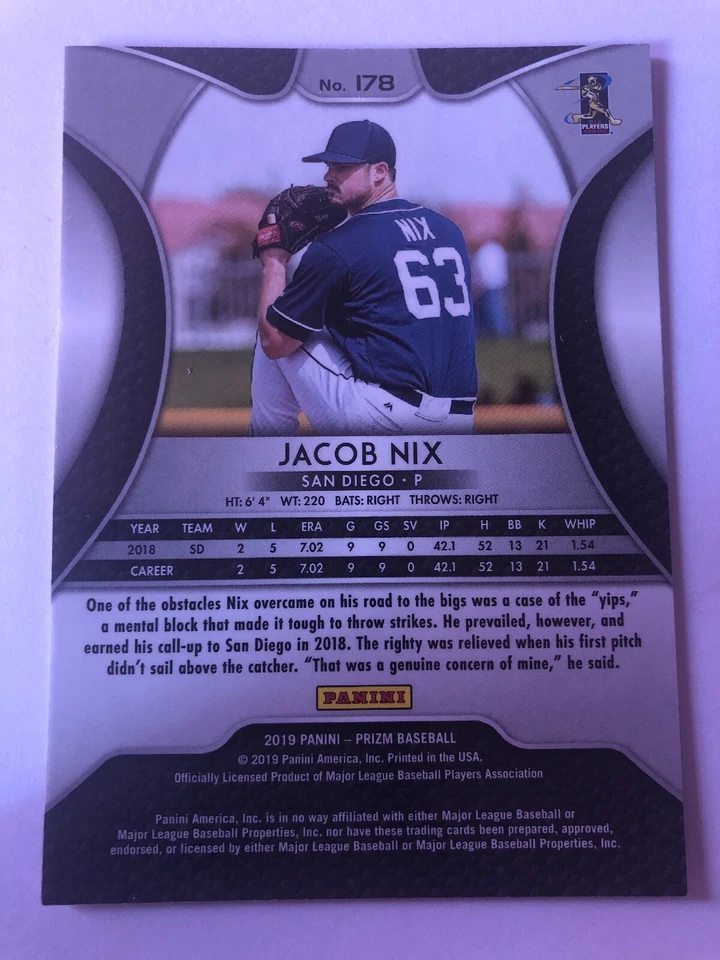 No. 178
PLAYERS
NIX
63
JACOB NIX
SAN DIEGO · P
HT: 6' 4" WT: 220 BATS: RIGHT THROWS: RIGHT
YEAR TEAM W L ERA G GS SV IP H BB K WHIP
2018 SD 2 5 7.02 9 9 0 42.1 52 13 21 1.54
CAREER 2 5 7.02 9 9 0 42.1 52 13 21 1.54
One of the obstacles Nix overcame on his road to the bigs was a case of the “yips,”
a mental block that made it tough to throw strikes. He prevailed, however, and
earned his call-up to San Diego in 2018. The righty was relieved when his first pitch
didn’t sail above the catcher. “That was a genuine concern of mine,” he said.
PANINI
2019 PANINI – PRIZM BASEBALL
© 2019 Panini America, Inc. Printed in the USA.
Officially Licensed Product of Major League Baseball Players Association
Panini America, Inc. is in no way affiliated with either Major League Baseball or
Major League Baseball Properties, Inc. nor have these trading cards been prepared, approved,
endorsed, or licensed by either Major League Baseball or Major League Baseball Properties, Inc.